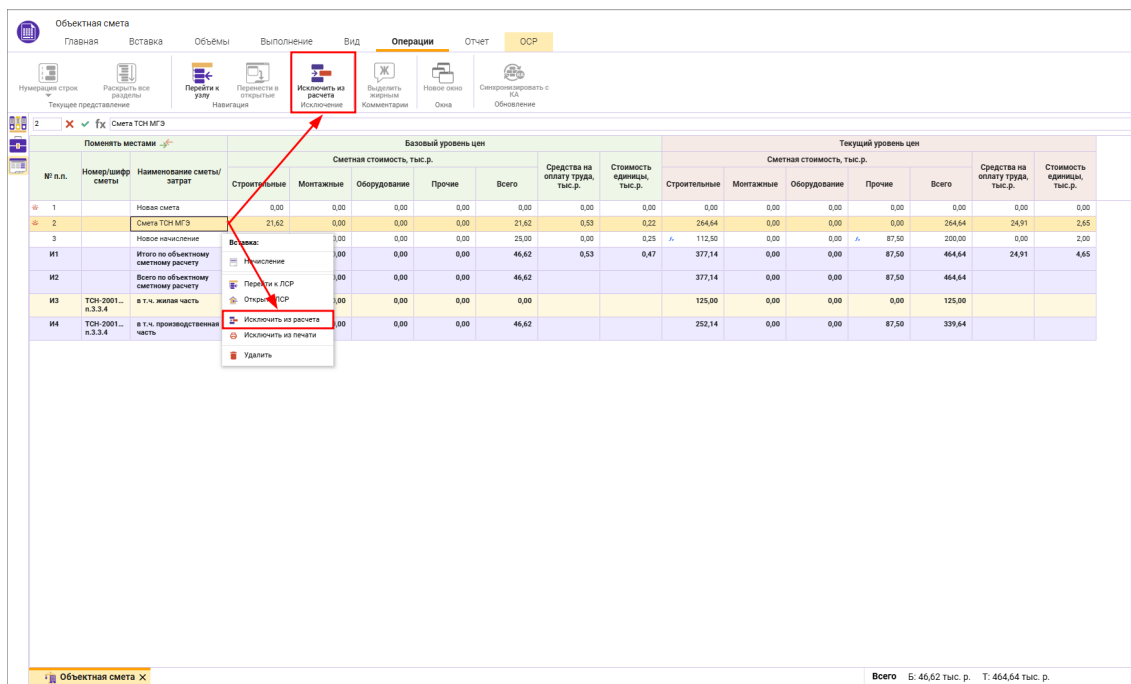 Объектная смета
Главная Вставка Объёмы Выполнение Вид Операции Отчет ОСР
Нумерация строк
Раскрыть все разделы
Текущее представление
Перейти к узлу
Перенести в открытые
Навигация
Исключить из расчета
Исключение
Выделить жирным
Комментарии
Новое окно
Окна
Синхронизировать с КА
Обновление
2 fx Смета ТСН МГЭ
Поменять местами Базовый уровень цен Текущий уровень цен
№ п.п. Номер/шифр сметы Наименование сметы/затрат
Сметная стоимость, тыс.р. Средства на оплату труда, тыс.р. Стоимость единицы, тыс.р. Сметная стоимость, тыс.р. Средства на оплату труда, тыс.р. Стоимость единицы, тыс.р.
Строительные Монтажные Оборудование Прочие Всего Строительные Монтажные Оборудование Прочие Всего
1 Новая смета 0,00 0,00 0,00 0,00 0,00 0,00 0,00 0,00 0,00 0,00 0,00 0,00 0,00 0,00
2 Смета ТСН МГЭ 21,62 0,00 0,00 0,00 21,62 0,53 0,22 264,64 0,00 0,00 0,00 264,64 24,91 2,65
3 Новое начисление 0,00 0,00 0,00 25,00 0,00 0,25 fx 112,50 0,00 0,00 fx 87,50 200,00 0,00 2,00
И1 Итого по объектному сметному расчету 0,00 0,00 0,00 46,62 0,53 0,47 377,14 0,00 0,00 87,50 464,64 24,91 4,65
И2 Всего по объектному сметному расчету 46,62 377,14 0,00 0,00 87,50 464,64
И3 ТСН-2001... п.3.3.4 в т.ч. жилая часть 0,00 0,00 0,00 0,00 125,00 0,00 0,00 0,00 125,00
И4 ТСН-2001... п.3.3.4 в т.ч. производственная часть 0,00 0,00 0,00 46,62 252,14 0,00 0,00 87,50 339,64
Вставка:
Начисление
Перейти к ЛСР
Открыть ЛСР
Исключить из расчета
Исключить из печати
Удалить
Объектная смета X
Всего Б: 46,62 тыс. р. Т: 464,64 тыс. р.